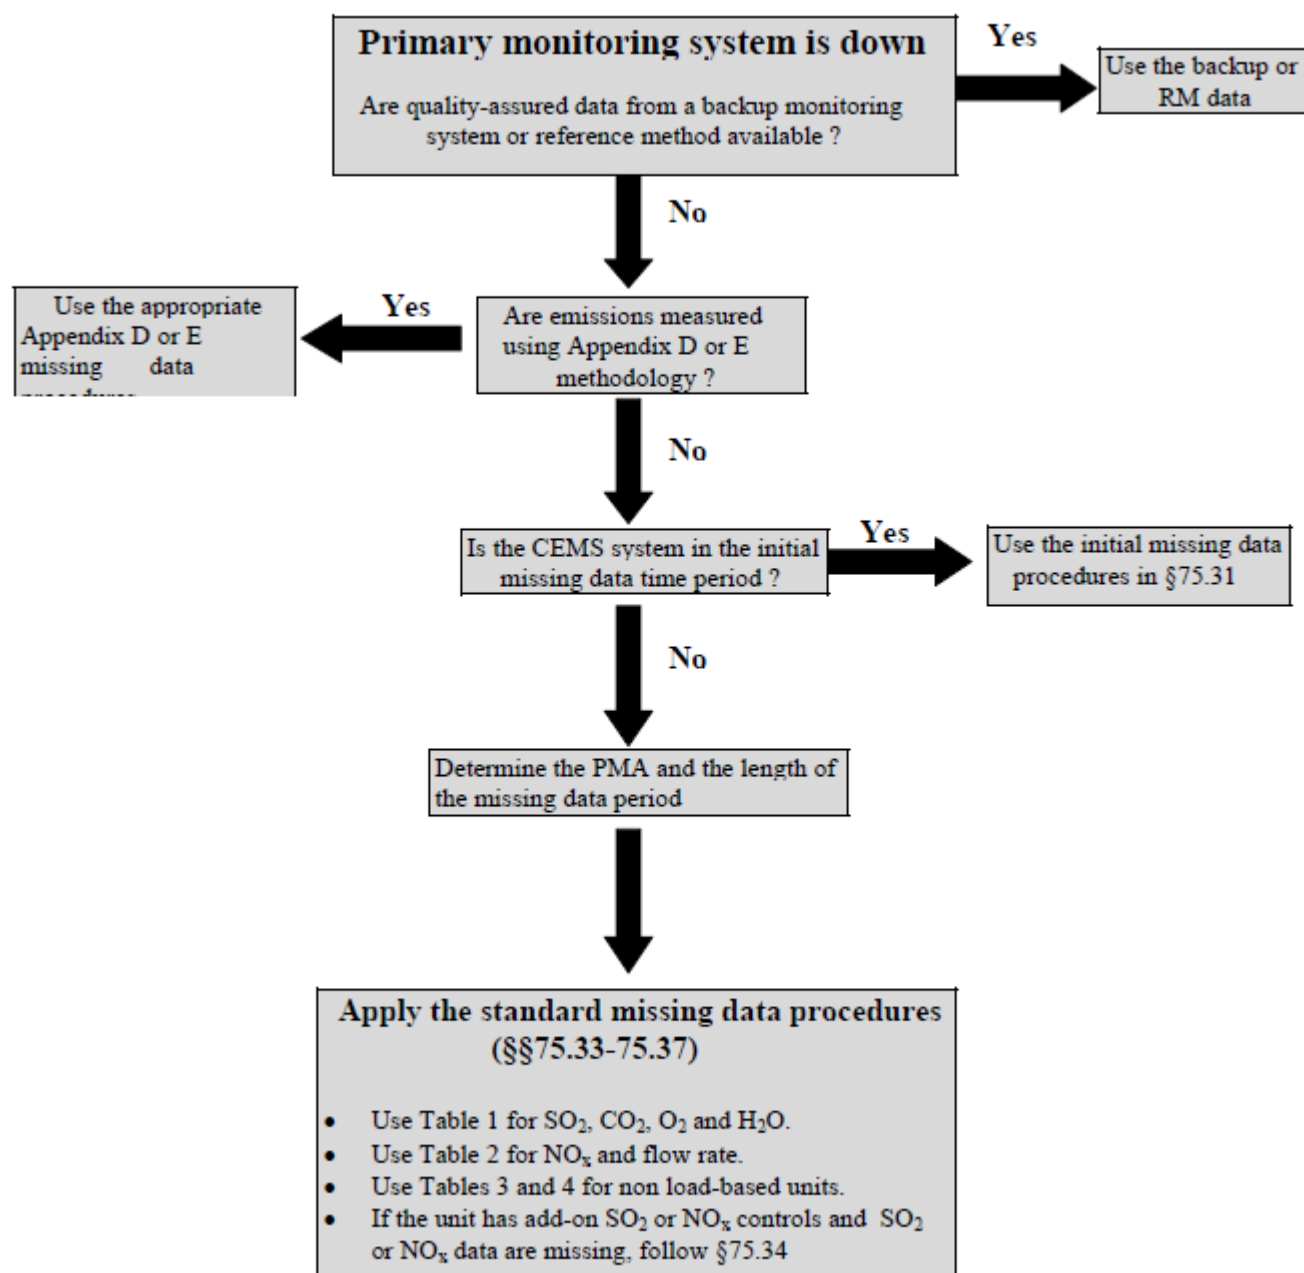 Primary monitoring system is down
Are quality-assured data from a backup monitoring
system or reference method available ?
Yes
Use the backup or
RM data
No
Use the appropriate
Appendix D or E
missing data
Yes
Are emissions measured
using Appendix D or E
methodology ?
No
Is the CEMS system in the initial
missing data time period ?
Yes
Use the initial missing data
procedures in §75.31
No
Determine the PMA and the length of
the missing data period
Apply the standard missing data procedures
(§§75.33-75.37)
• Use Table 1 for SO₂, CO₂, O₂ and H₂O.
• Use Table 2 for NOₓ and flow rate.
• Use Tables 3 and 4 for non load-based units.
• If the unit has add-on SO₂ or NOₓ controls and SO₂
or NOₓ data are missing, follow §75.34